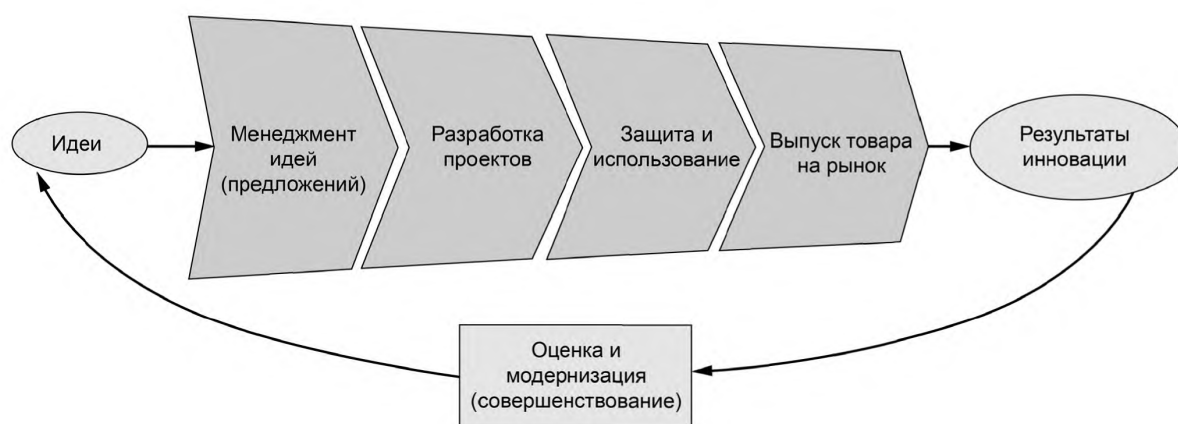 Идеи
Менеджмент
идей
(предложений)
Разработка
проектов
Защита и
использование
Выпуск товара
на рынок
Результаты
инновации
Оценка и
модернизация
(совершенствование)